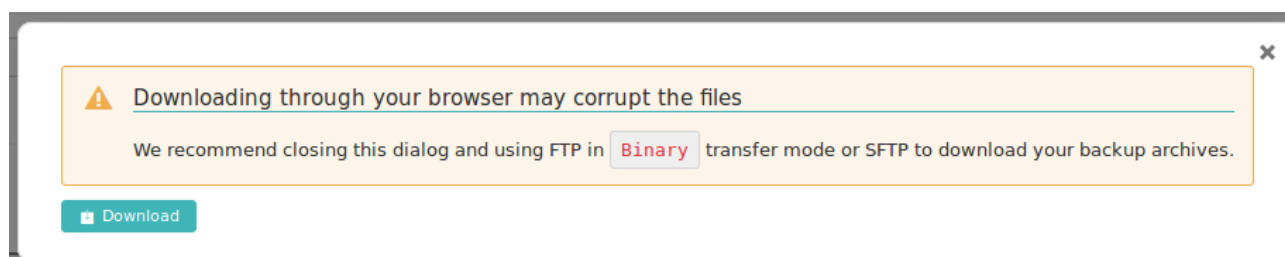 Downloading through your browser may corrupt the files
We recommend closing this dialog and using FTP in Binary transfer mode or SFTP to download your backup archives.
Download